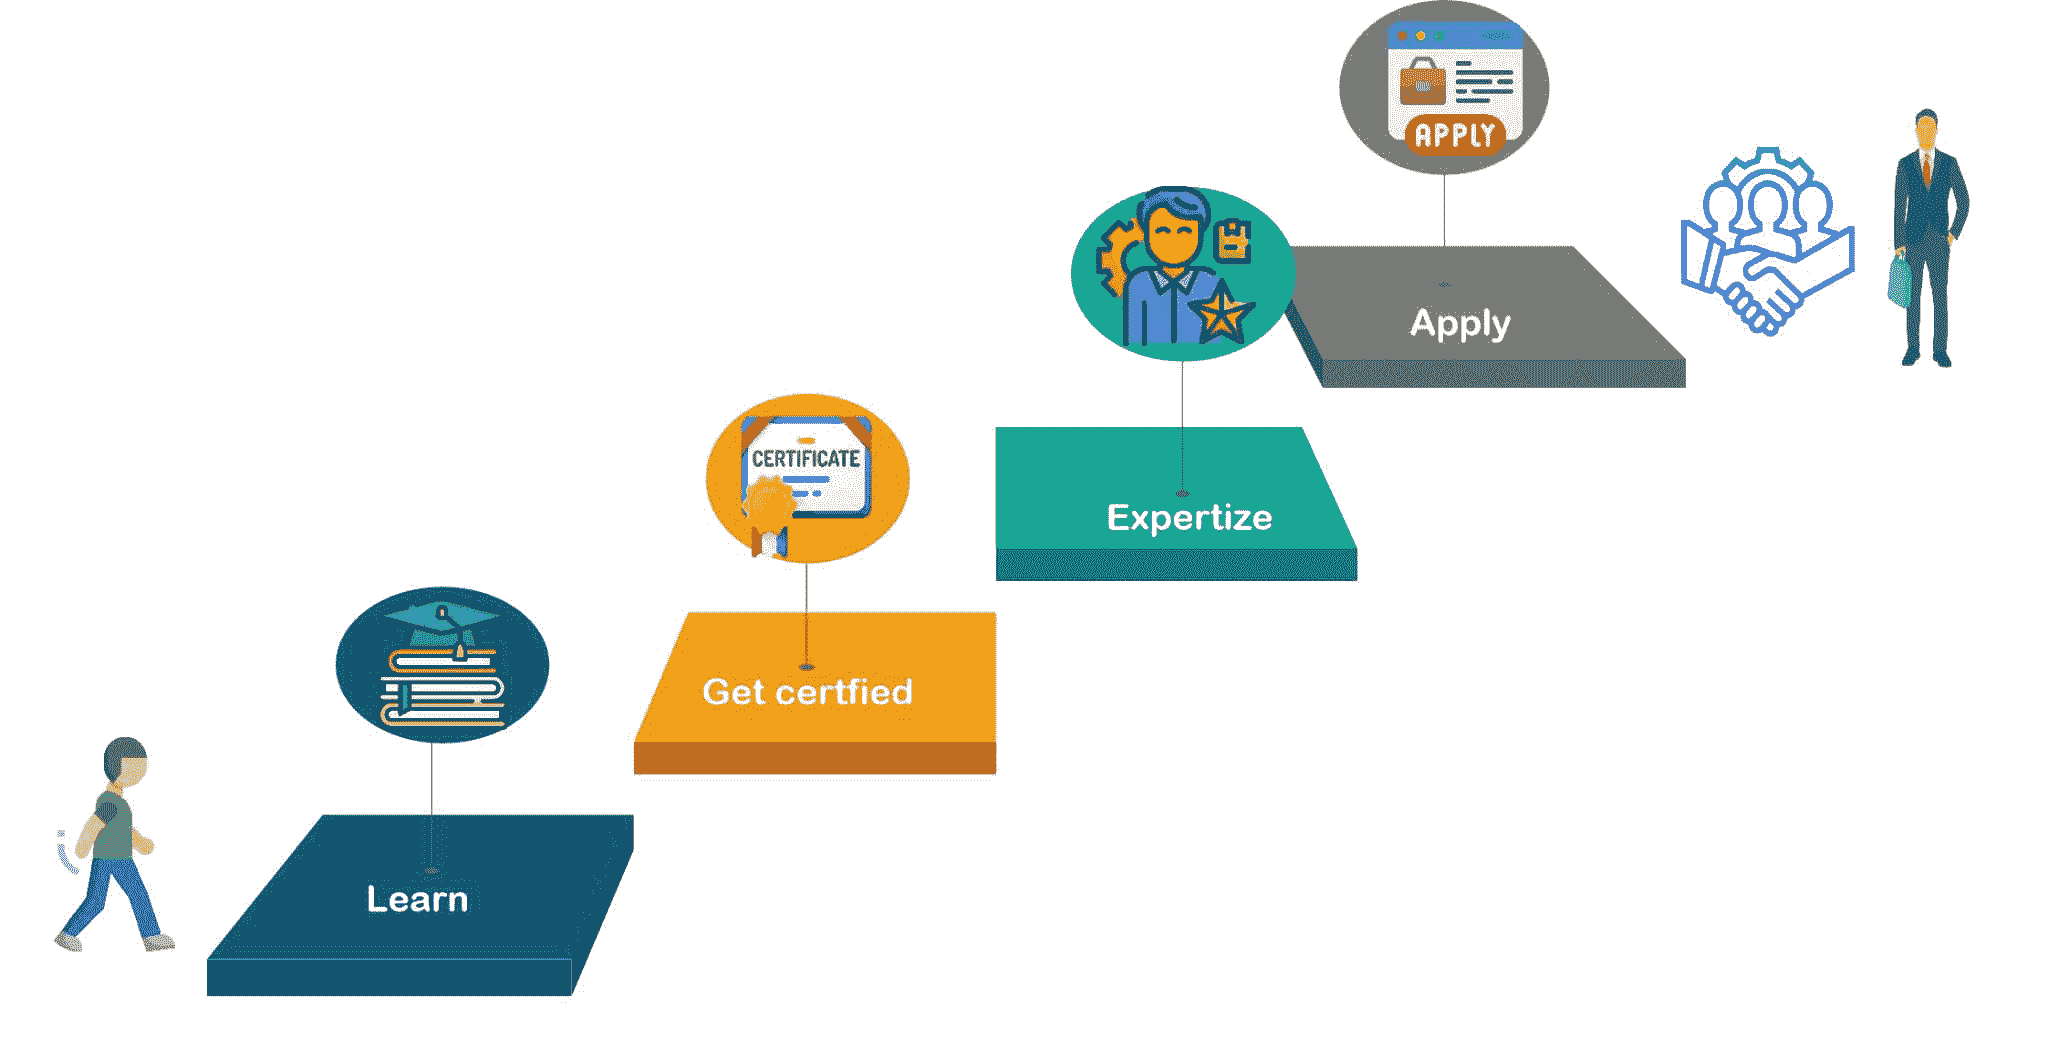 APPLY
Apply
Expertize
CERTIFICATE
Get certfied
Learn